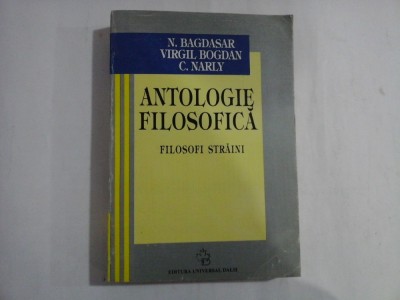 N. BAGDASAR
VIRGIL BOGDAN
C. NARLY
ANTOLOGIE
FILOSOFICĂ
FILOSOFI STRĂINI
EDITURA UNIVERSAL DALSI